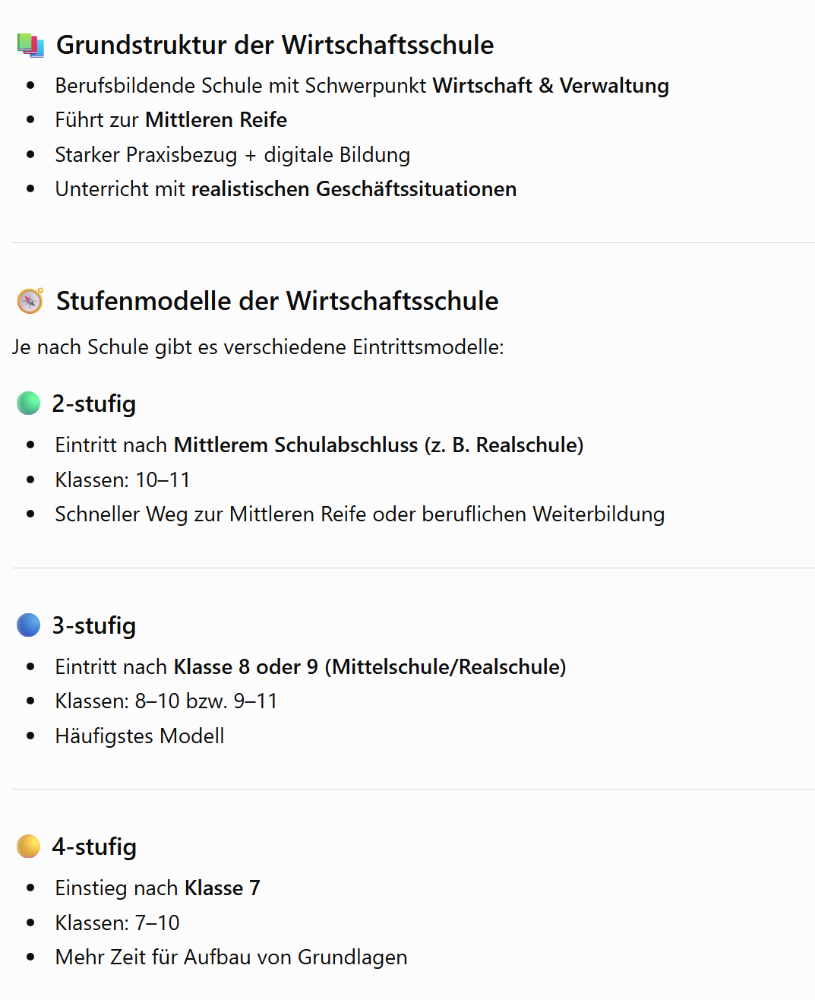 Grundstruktur der Wirtschaftsschule
• Berufsbildende Schule mit Schwerpunkt Wirtschaft & Verwaltung
• Führt zur Mittleren Reife
• Starker Praxisbezug + digitale Bildung
• Unterricht mit realistischen Geschäftssituationen
Stufenmodelle der Wirtschaftsschule
Je nach Schule gibt es verschiedene Eintrittsmodelle:
2-stufig
• Eintritt nach Mittlerem Schulabschluss (z. B. Realschule)
• Klassen: 10–11
• Schneller Weg zur Mittleren Reife oder beruflichen Weiterbildung
3-stufig
• Eintritt nach Klasse 8 oder 9 (Mittelschule/Realschule)
• Klassen: 8–10 bzw. 9–11
• Häufigstes Modell
4-stufig
• Einstieg nach Klasse 7
• Klassen: 7–10
• Mehr Zeit für Aufbau von Grundlagen